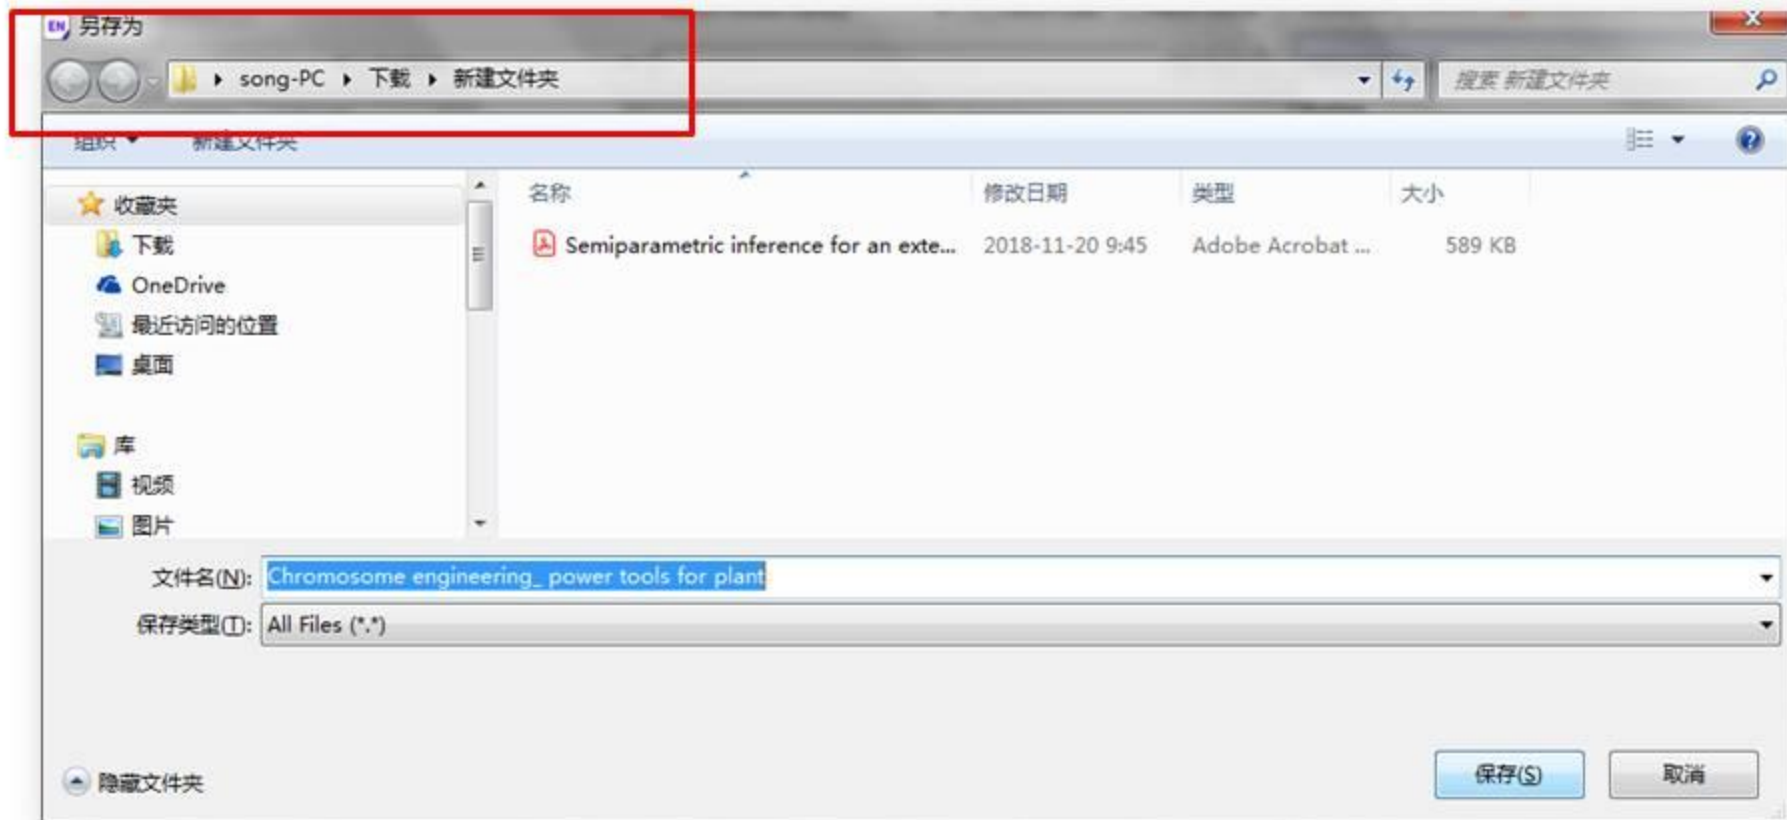 EN 另存为
song-PC 下载 新建文件夹
搜索 新建文件夹
组织 新建文件夹
名称 修改日期 类型 大小
收藏夹
Semiparametric inference for an exte... 2018-11-20 9:45 Adobe Acrobat ... 589 KB
下载
OneDrive
最近访问的位置
桌面
库
视频
图片
文件名(N): Chromosome engineering_ power tools for plant
保存类型(T): All Files (*.*)
隐藏文件夹
保存(S) 取消